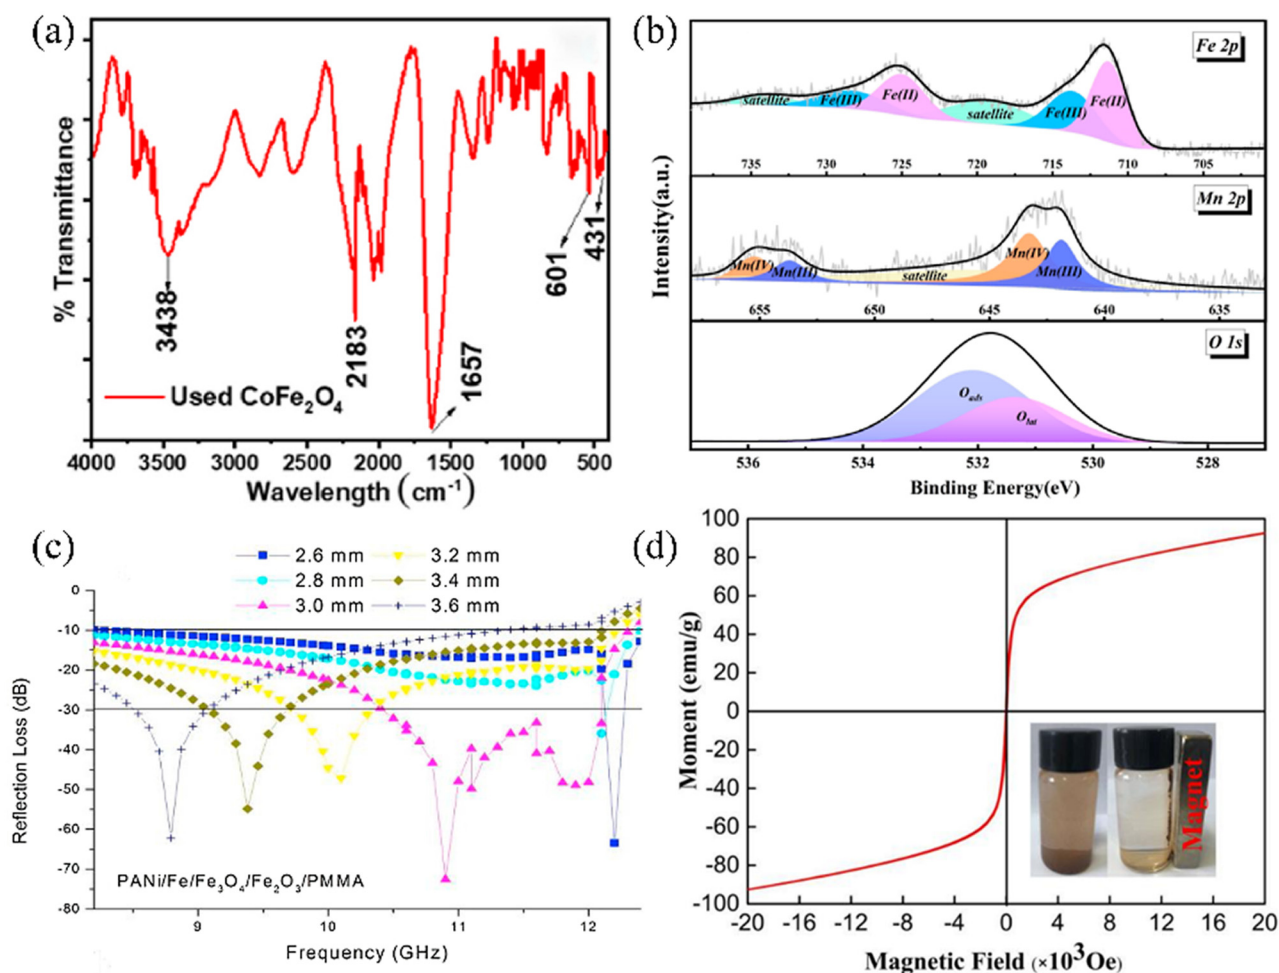 (a)
% Transmittance
3438
2183
1657
601
431
Used CoFe₂O₄
4000 3500 3000 2500 2000 1500 1000 500
Wavelength (cm⁻¹)
(b)
Intensity(a.u.)
Fe 2p
satellite Fe(III) Fe(II) satellite Fe(III) Fe(II)
735 730 725 720 715 710 705
Mn 2p
Mn(IV) Mn(III) satellite Mn(IV) Mn(III)
655 650 645 640 635
O 1s
O_ads
O_lat
536 534 532 530 528
Binding Energy(eV)
(c)
2.6 mm 3.2 mm
2.8 mm 3.4 mm
3.0 mm 3.6 mm
Reflection Loss (dB)
0
-10
-20
-30
-40
-50
-60
-70
-80
PANi/Fe/Fe₃O₄/Fe₂O₃/PMMA
9 10 11 12
Frequency (GHz)
(d)
Moment (emu/g)
100
80
60
40
20
0
-20
-40
-60
-80
-100
Magnet
-20 -16 -12 -8 -4 0 4 8 12 16 20
Magnetic Field (×10³Oe)